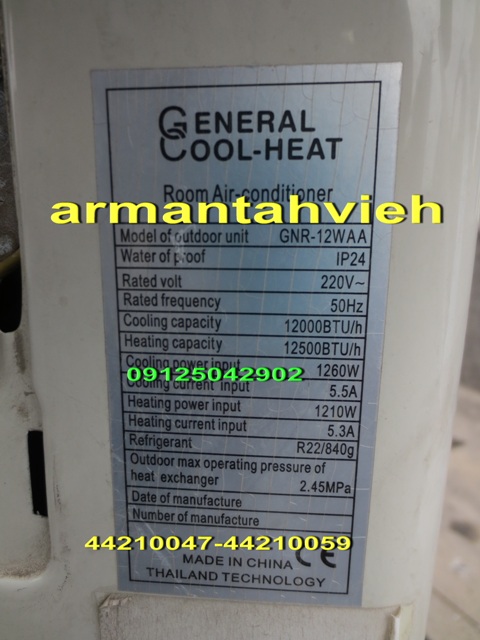 GENERAL
COOL-HEAT
Room Air-conditioner
armantahvieh
Model of outdoor unit GNR-12WAA
Water of proof IP24
Rated volt 220V~
Rated frequency 50Hz
Cooling capacity 12000BTU/h
Heating capacity 12500BTU/h
Cooling power input 1260W
09125042902
Cooling current input 5.5A
Heating power input 1210W
Heating current input 5.3A
Refrigerant R22/840g
Outdoor max operating pressure of
heat exchanger 2.45MPa
Date of manufacture
Number of manufacture
44210047-44210059
CE
MADE IN CHINA
THAILAND TECHNOLOGY